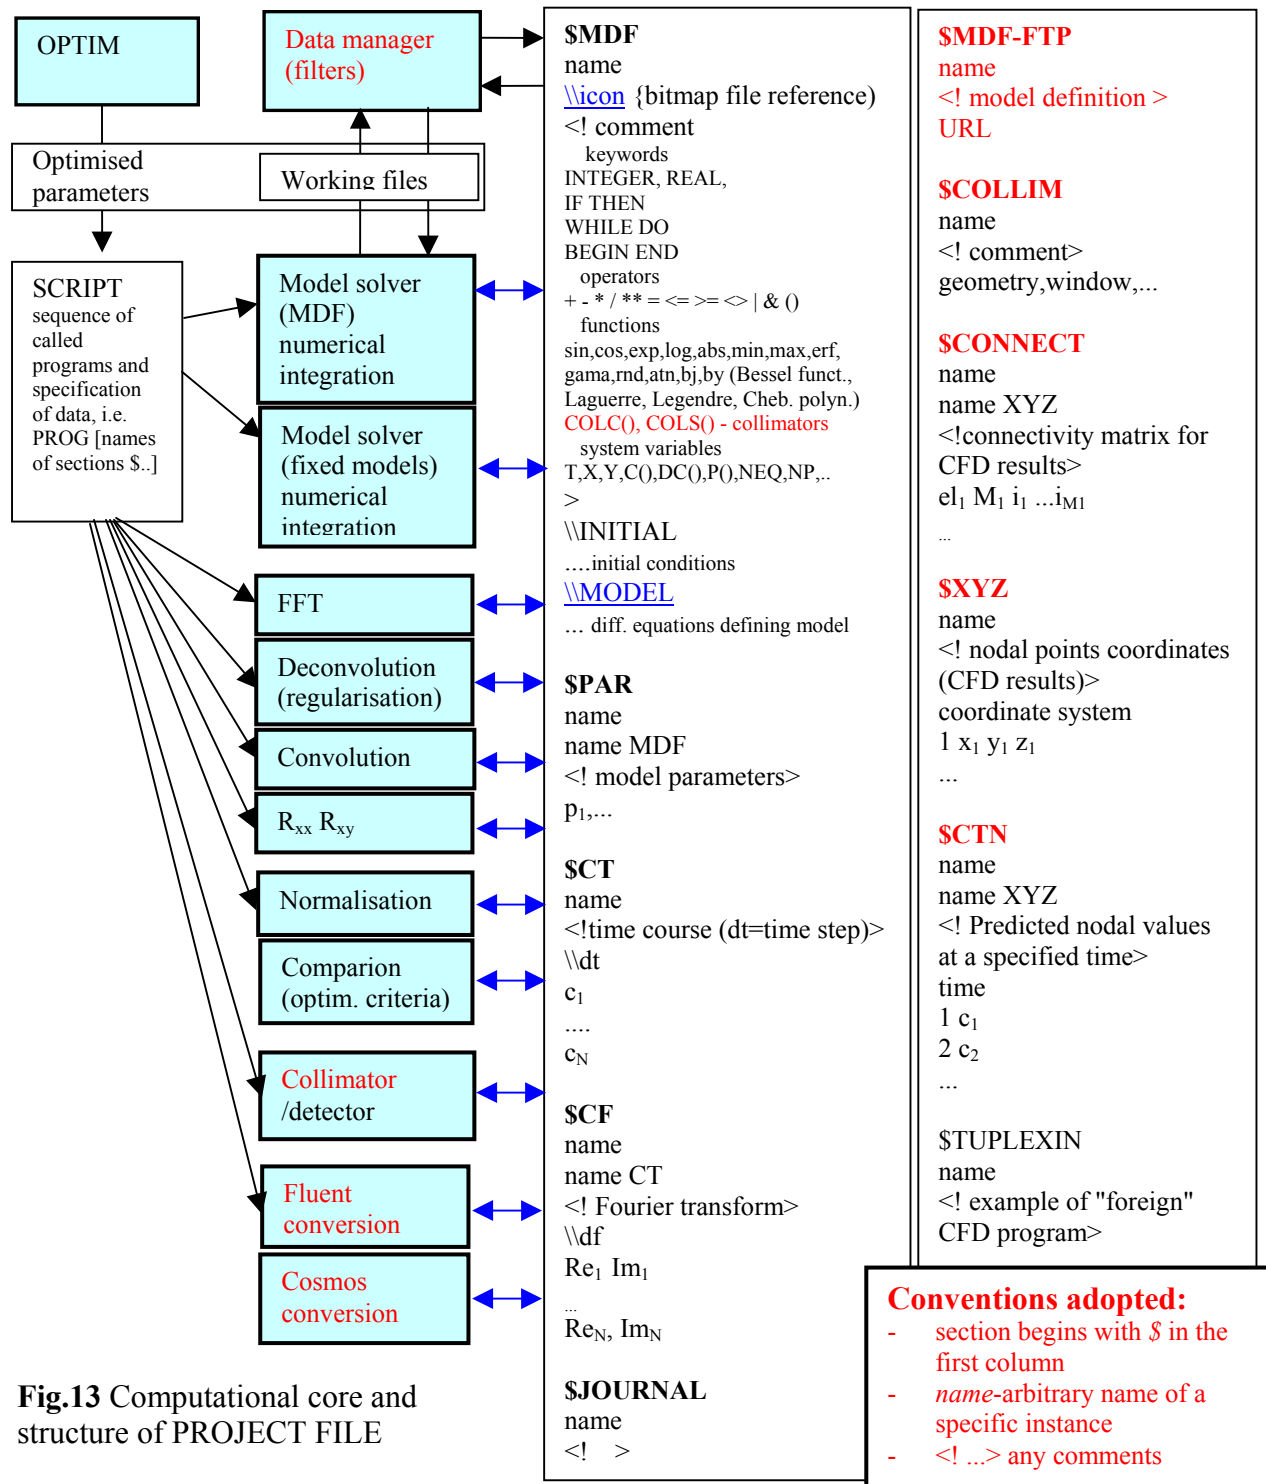 OPTIM
Data manager
(filters)
Optimised
parameters
Working files
SCRIPT
sequence of
called
programs and
specification
of data, i.e.
PROG [names
of sections $..]
Model solver
(MDF)
numerical
integration
Model solver
(fixed models)
numerical
integration
FFT
Deconvolution
(regularisation)
Convolution
Rxx Rxy
Normalisation
Comparion
(optim. criteria)
Collimator
/detector
Fluent
conversion
Cosmos
conversion
Fig.13 Computational core and
structure of PROJECT FILE
$MDF
name
\\icon {bitmap file reference)
<! comment
keywords
INTEGER, REAL,
IF THEN
WHILE DO
BEGIN END
operators
+ - * / ** = <= >= <> | & ()
functions
sin,cos,exp,log,abs,min,max,erf,
gama,rnd,atn,bj,by (Bessel funct.,
Laguerre, Legendre, Cheb. polyn.)
COLC(), COLS() - collimators
system variables
T,X,Y,C(),DC(),P(),NEQ,NP,..
>
\\INITIAL
....initial conditions
\\MODEL
... diff. equations defining model
$PAR
name
name MDF
<! model parameters>
p1,...
$CT
name
<!time course (dt=time step)>
\\dt
c1
....
cN
$CF
name
name CT
<! Fourier transform>
\\df
Re1 Im1
...
ReN, ImN
$JOURNAL
name
<! >
$MDF-FTP
name
<! model definition >
URL
$COLLIM
name
<! comment>
geometry,window,...
$CONNECT
name
name XYZ
<!connectivity matrix for
CFD results>
el1 M1 i1 ...iM1
...
$XYZ
name
<! nodal points coordinates
(CFD results)>
coordinate system
1 x1 y1 z1
...
$CTN
name
name XYZ
<! Predicted nodal values
at a specified time>
time
1 c1
2 c2
...
$TUPLEXIN
name
<! example of "foreign"
CFD program>
Conventions adopted:
- section begins with $ in the
first column
- name-arbitrary name of a
specific instance
- <! ...> any comments